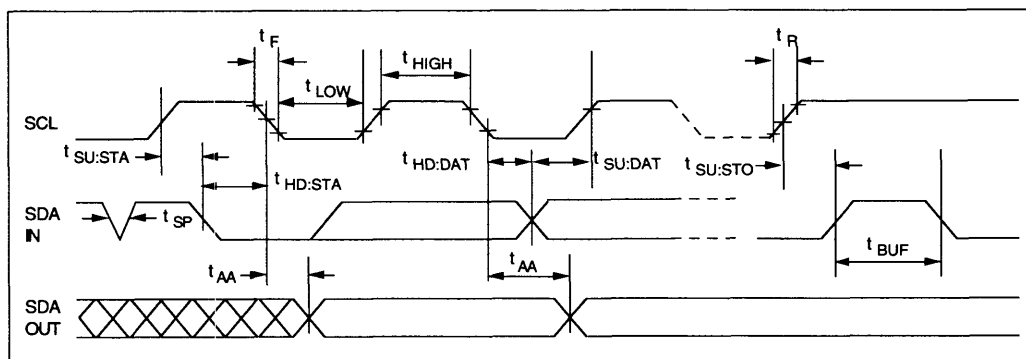 t F
t R
t HIGH
t LOW
SCL
t SU:STA
t HD:STA
t HD:DAT
t SU:DAT
t SU:STO
SDA
IN
t SP
t BUF
t AA
t AA
SDA
OUT